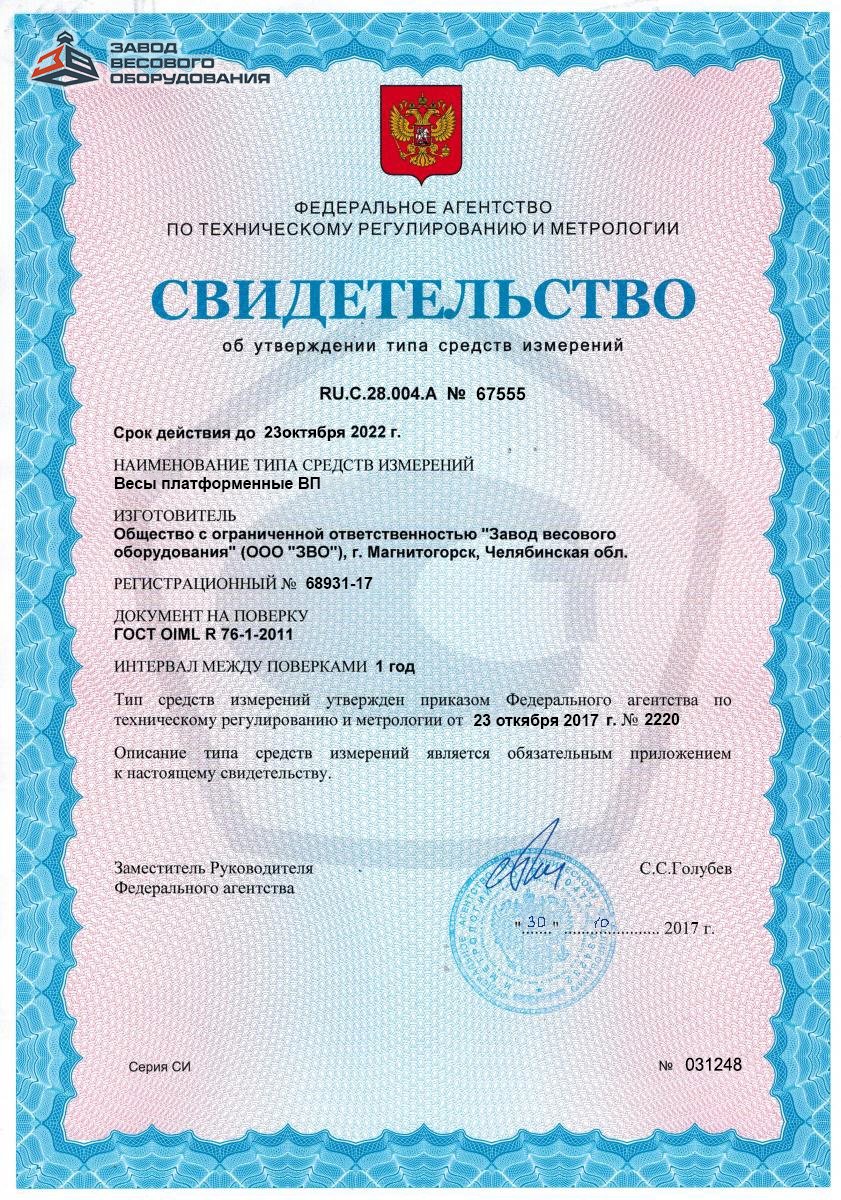 ЗАВОД
ВЕСОВОГО
ОБОРУДОВАНИЯ
ФЕДЕРАЛЬНОЕ АГЕНТСТВО
ПО ТЕХНИЧЕСКОМУ РЕГУЛИРОВАНИЮ И МЕТРОЛОГИИ
СВИДЕТЕЛЬСТВО
об утверждении типа средств измерений
RU.C.28.004.A № 67555
Срок действия до 23октября 2022 г.
НАИМЕНОВАНИЕ ТИПА СРЕДСТВ ИЗМЕРЕНИЙ
Весы платформенные ВП
ИЗГОТОВИТЕЛЬ
Общество с ограниченной ответственностью "Завод весового
оборудования" (ООО "ЗВО"), г. Магнитогорск, Челябинская обл.
РЕГИСТРАЦИОННЫЙ № 68931-17
ДОКУМЕНТ НА ПОВЕРКУ
ГОСТ OIML R 76-1-2011
ИНТЕРВАЛ МЕЖДУ ПОВЕРКАМИ 1 год
Тип средств измерений утвержден приказом Федерального агентства по
техническому регулированию и метрологии от 23 откября 2017 г. № 2220
Описание типа средств измерений является обязательным приложением
к настоящему свидетельству.
Заместитель Руководителя С.С.Голубев
Федерального агентства
"30" 10 2017 г.
Серия СИ № 031248